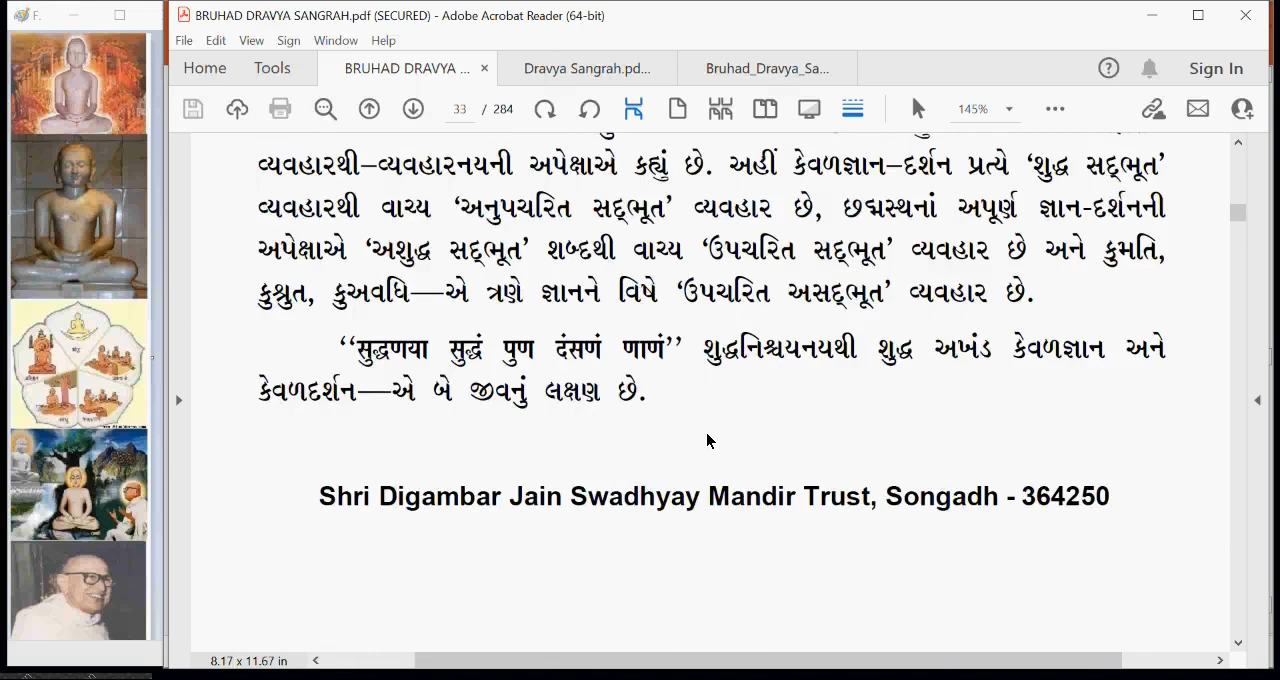 F.
BRUHAD DRAVYA SANGRAH.pdf (SECURED) - Adobe Acrobat Reader (64-bit)
File Edit View Sign Window Help
Home Tools BRUHAD DRAVYA ... × Dravya Sangrah.pd... Bruhad_Dravya_Sa... Sign In
33 / 284 145%
વ્યવહારથી–વ્યવહારનયની અપેક્ષાએ કહ્યું છે. અહીં કેવળજ્ઞાન–દર્શન પ્રત્યે ‘શુદ્ધ સદ્ભૂત’
વ્યવહારથી વાચ્ય ‘અનુપચરિત સદ્ભૂત’ વ્યવહાર છે, છદ્મસ્થનાં અપૂર્ણ જ્ઞાન-દર્શનની
અપેક્ષાએ ‘અશુદ્ધ સદ્ભૂત’ શબ્દથી વાચ્ય ‘ઉપચરિત સદ્ભૂત’ વ્યવહાર છે અને કુમતિ,
કુશ્રુત, કુઅવધિ—એ ત્રણે જ્ઞાનને વિષે ‘ઉપચરિત અસદ્ભૂત’ વ્યવહાર છે.
‘‘सुद्धणया सुद्धं पुण दंसणं णाणं’’ શુદ્ધનિશ્ચયનયથી શુદ્ધ અખંડ કેવળજ્ઞાન અને
કેવળદર્શન—એ બે જીવનું લક્ષણ છે.
Shri Digambar Jain Swadhyay Mandir Trust, Songadh - 364250
8.17 x 11.67 in